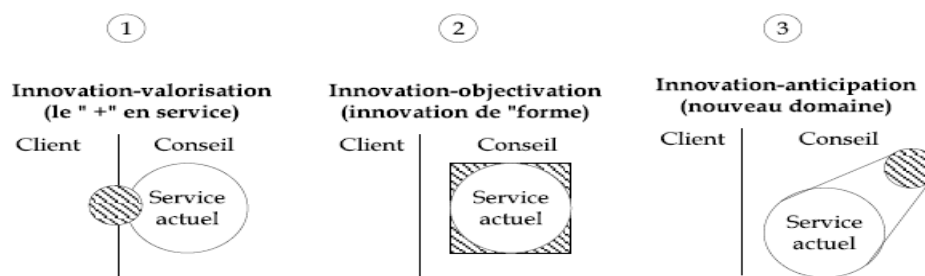 1
2
3
Innovation-valorisation
(le " +" en service)
Innovation-objectivation
(innovation de "forme)
Innovation-anticipation
(nouveau domaine)
Client
Conseil
Client
Conseil
Client
Conseil
Service
actuel
Service
actuel
Service
actuel